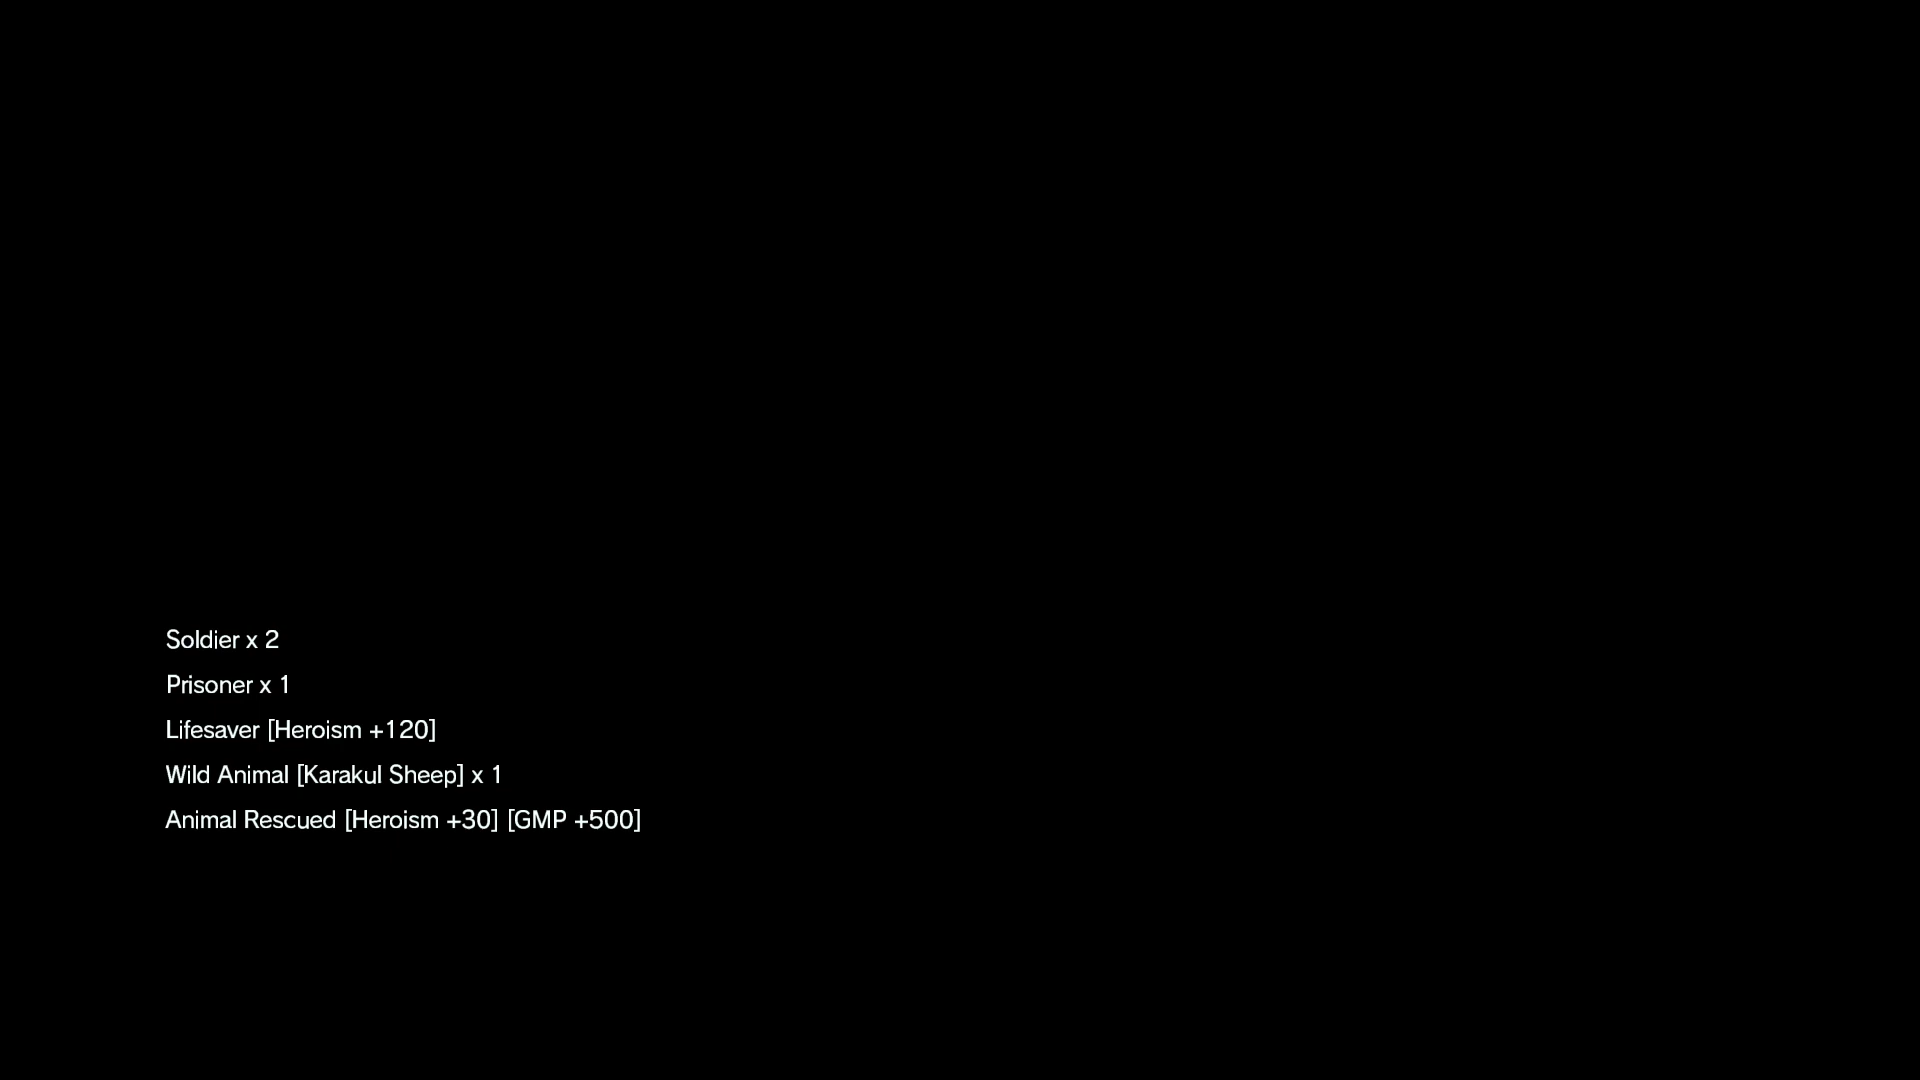 Soldier x 2
Prisoner x 1
Lifesaver [Heroism +120]
Wild Animal [Karakul Sheep] x 1
Animal Rescued [Heroism +30] [GMP +500]